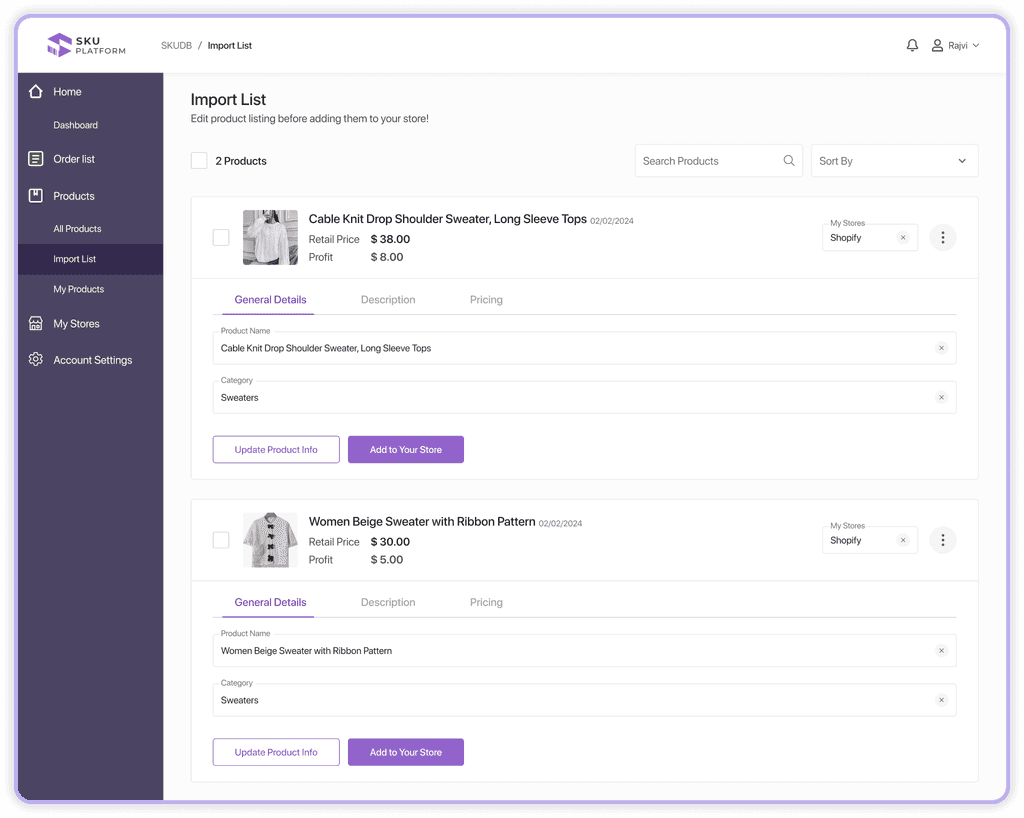 SKU
PLATFORM
SKUDB / Import List
Rajvi
Home
Dashboard
Order list
Products
All Products
Import List
My Products
My Stores
Account Settings
Import List
Edit product listing before adding them to your store!
2 Products
Search Products
Sort By
Cable Knit Drop Shoulder Sweater, Long Sleeve Tops 02/02/2024
Retail Price $ 38.00
Profit $ 8.00
My Stores
Shopify
General Details Description Pricing
Product Name
Cable Knit Drop Shoulder Sweater, Long Sleeve Tops
Category
Sweaters
Update Product Info Add to Your Store
Women Beige Sweater with Ribbon Pattern 02/02/2024
Retail Price $ 30.00
Profit $ 5.00
My Stores
Shopify
General Details Description Pricing
Product Name
Women Beige Sweater with Ribbon Pattern
Category
Sweaters
Update Product Info Add to Your Store